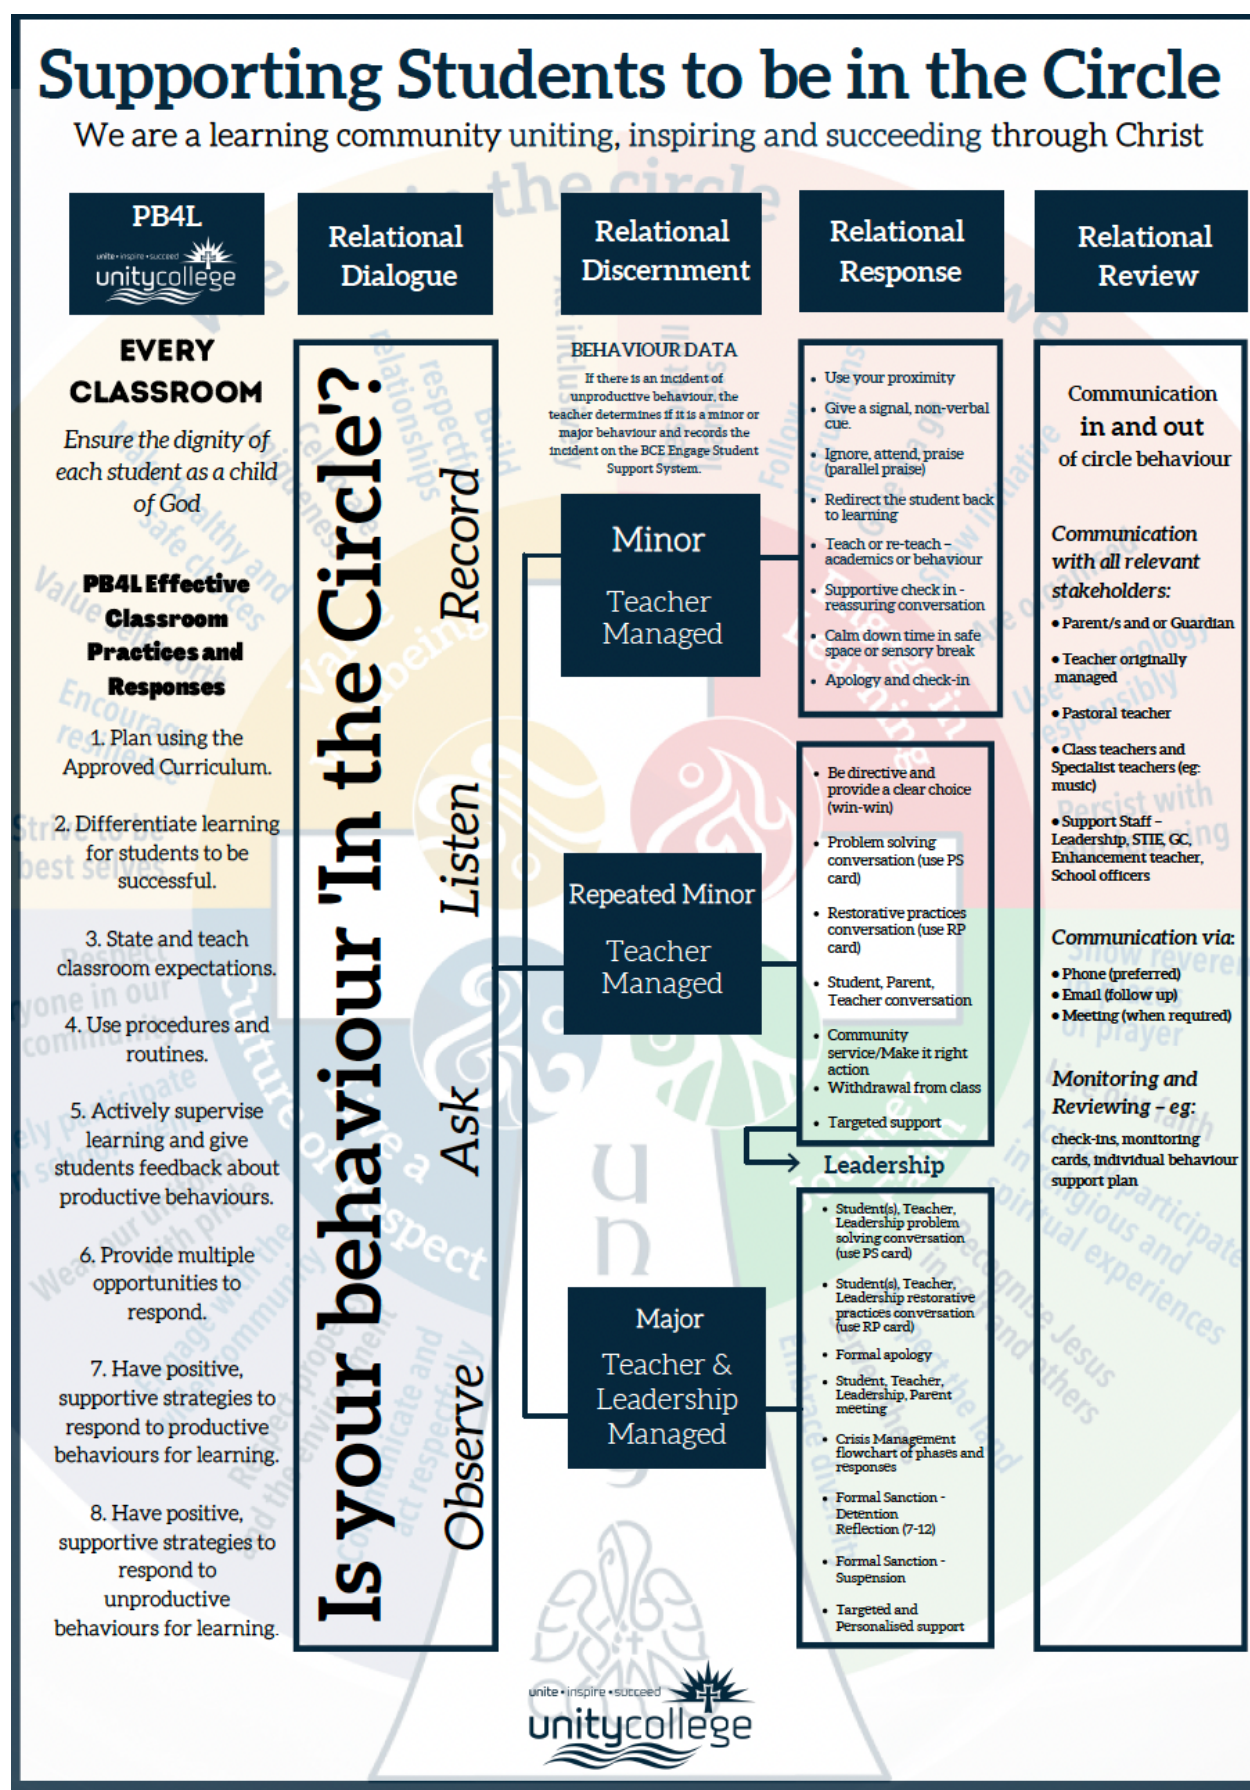 Supporting Students to be in the Circle
We are a learning community uniting, inspiring and succeeding through Christ
PB4L
unite • inspire • succeed
unitycollege
EVERY
CLASSROOM
Ensure the dignity of
each student as a child
of God
PB4L Effective
Classroom
Practices and
Responses
1. Plan using the
Approved Curriculum.
2. Differentiate learning
for students to be
successful.
3. State and teach
classroom expectations.
4. Use procedures and
routines.
5. Actively supervise
learning and give
students feedback about
productive behaviours.
6. Provide multiple
opportunities to
respond.
7. Have positive,
supportive strategies to
respond to productive
behaviours for learning.
8. Have positive,
supportive strategies to
respond to
unproductive
behaviours for learning.
Relational
Dialogue
Is your behaviour 'In the Circle'?
Observe Ask Listen Record
Relational
Discernment
BEHAVIOUR DATA
If there is an incident of
unproductive behaviour, the
teacher determines if it is a minor or
major behaviour and records the
incident on the BCE Engage Student
Support System.
Minor
Teacher
Managed
Repeated Minor
Teacher
Managed
Major
Teacher &
Leadership
Managed
Relational
Response
• Use your proximity
• Give a signal, non-verbal
cue.
• Ignore, attend, praise
(parallel praise)
• Redirect the student back
to learning
• Teach or re-teach –
academics or behaviour
• Supportive check in -
reassuring conversation
• Calm down time in safe
space or sensory break
• Apology and check-in
• Be directive and
provide a clear choice
(win-win)
• Problem solving
conversation (use PS
card)
• Restorative practices
conversation (use RP
card)
• Student, Parent,
Teacher conversation
• Community
service/Make it right
action
• Withdrawal from class
• Targeted support
Leadership
• Student(s), Teacher,
Leadership problem
solving conversation
(use PS card)
• Student(s), Teacher,
Leadership restorative
practices conversation
(use RP card)
• Formal apology
• Student, Teacher,
Leadership, Parent
meeting
• Crisis Management
flowchart of phases and
responses
• Formal Sanction -
Detention
Reflection (7-12)
• Formal Sanction -
Suspension
• Targeted and
Personalised support
Relational
Review
Communication
in and out
of circle behaviour
Communication
with all relevant
stakeholders:
• Parent/s and or Guardian
• Teacher originally
managed
• Pastoral teacher
• Class teachers and
Specialist teachers (eg:
music)
• Support Staff –
Leadership, STIE, GC,
Enhancement teacher,
School officers
Communication via:
• Phone (preferred)
• Email (follow up)
• Meeting (when required)
Monitoring and
Reviewing – eg:
check-ins, monitoring
cards, individual behaviour
support plan
unite • inspire • succeed
unitycollege